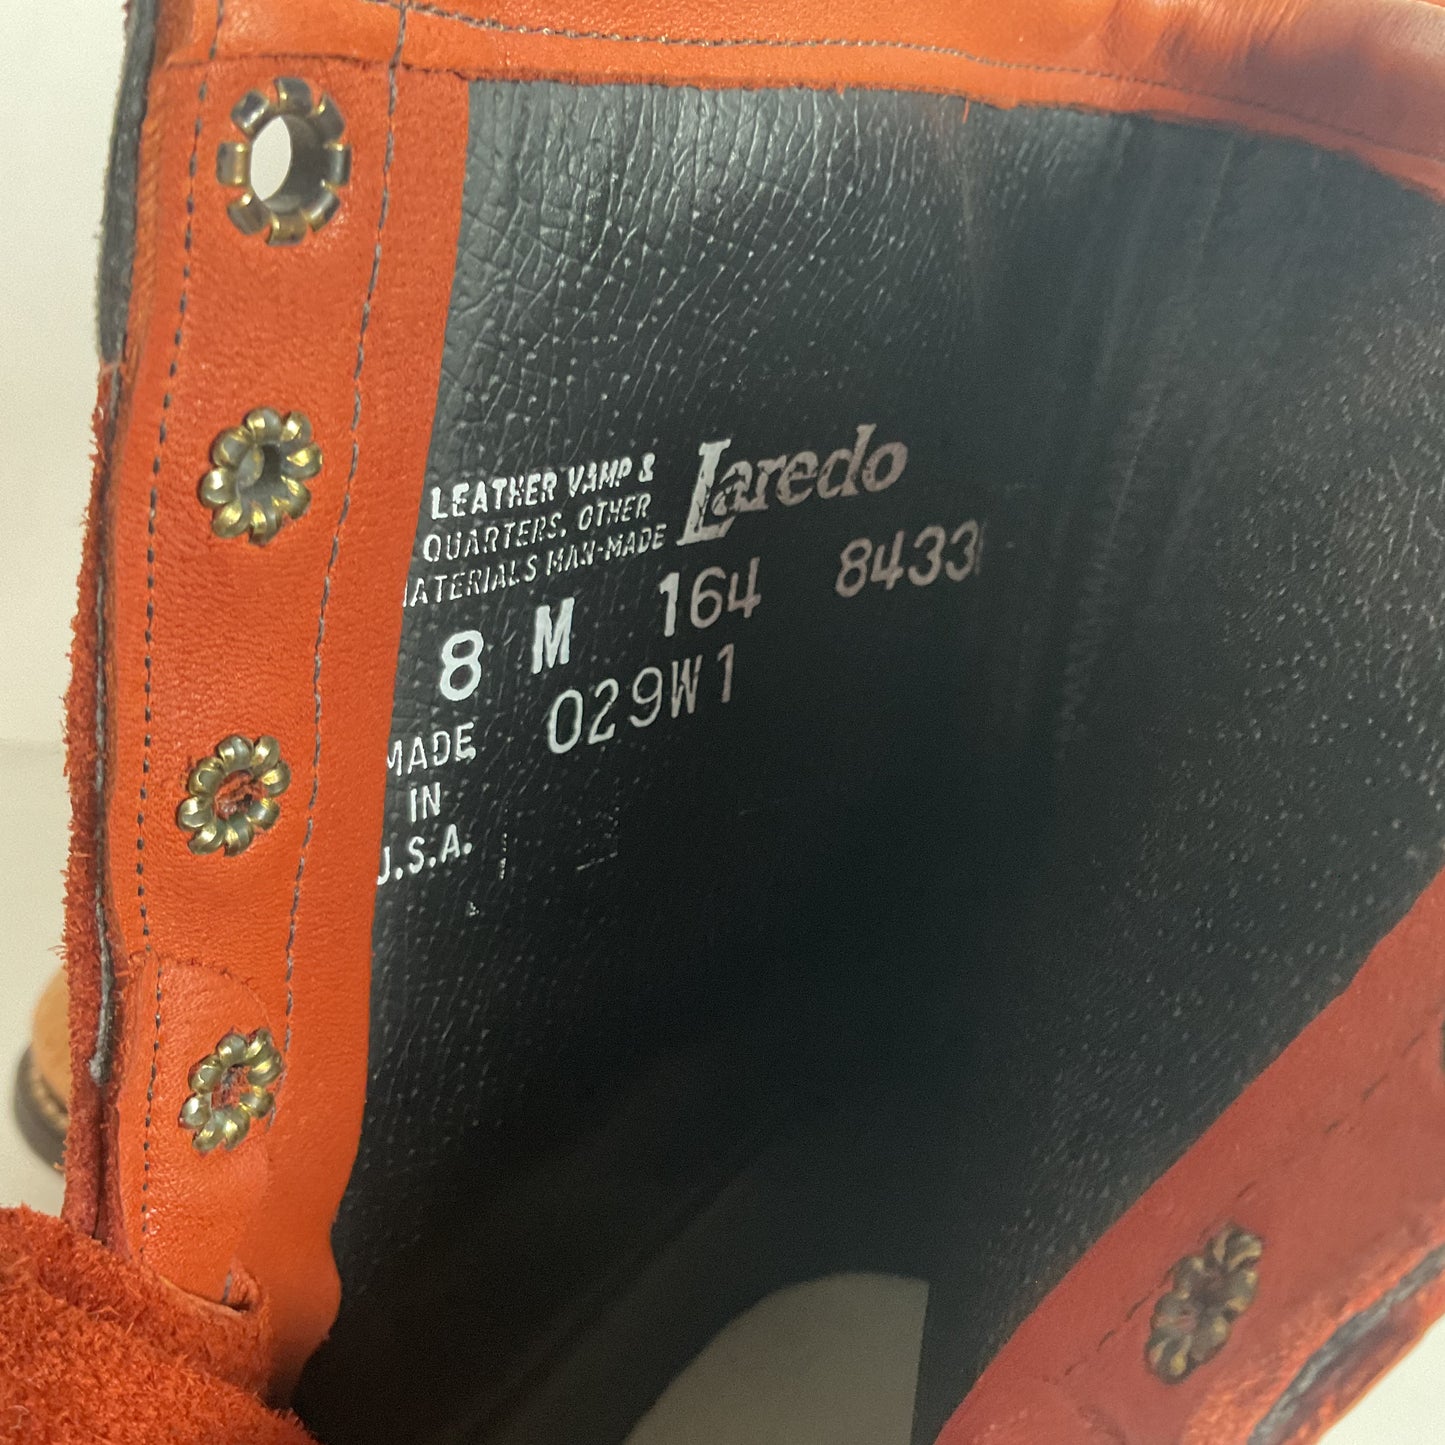 LEATHER VAMP &
QUARTERS. OTHER
MATERIALS MAN-MADE
Laredo
8 M 164 8433
029W1
MADE
IN
U.S.A.